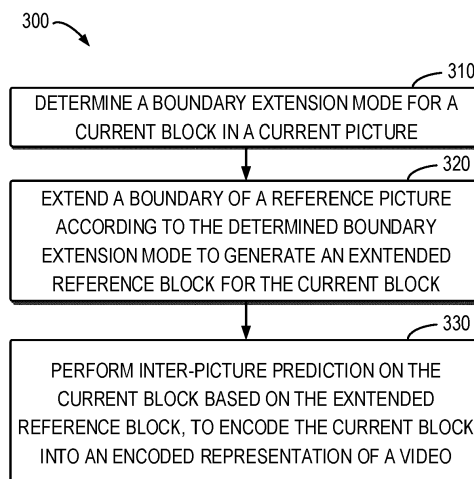 300
310
DETERMINE A BOUNDARY EXTENSION MODE FOR A
CURRENT BLOCK IN A CURRENT PICTURE
320
EXTEND A BOUNDARY OF A REFERENCE PICTURE
ACCORDING TO THE DETERMINED BOUNDARY
EXTENSION MODE TO GENERATE AN EXNTENDED
REFERENCE BLOCK FOR THE CURRENT BLOCK
330
PERFORM INTER-PICTURE PREDICTION ON THE
CURRENT BLOCK BASED ON THE EXNTENDED
REFERENCE BLOCK, TO ENCODE THE CURRENT BLOCK
INTO AN ENCODED REPRESENTATION OF A VIDEO